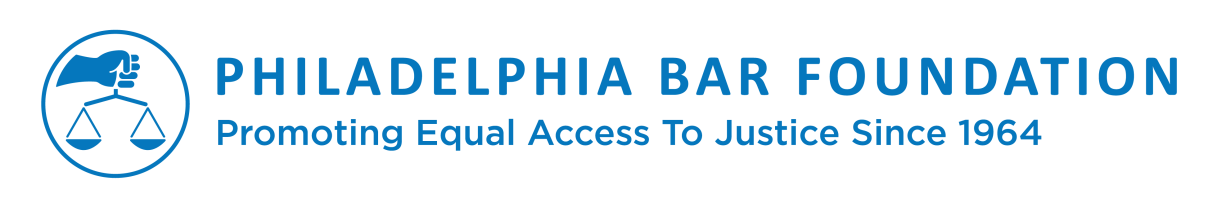 PHILADELPHIA BAR FOUNDATION
Promoting Equal Access To Justice Since 1964